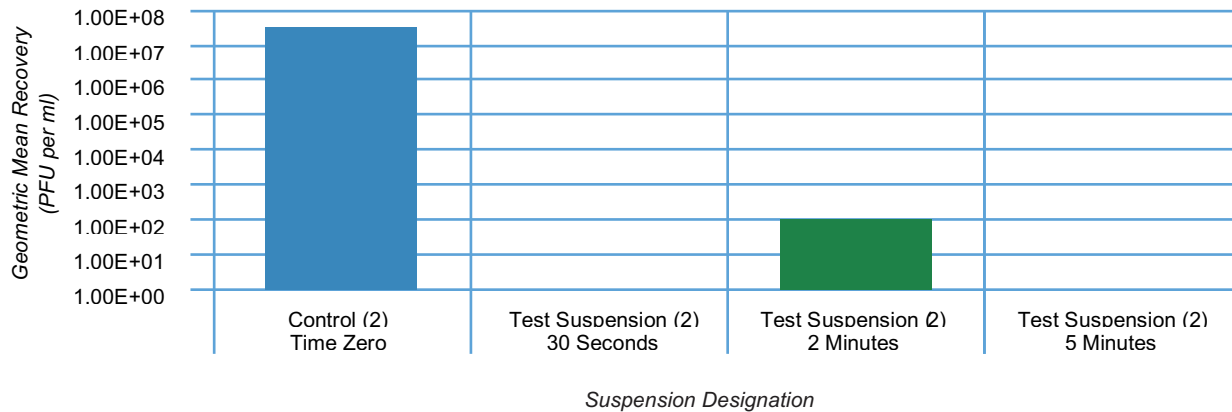 Geometric Mean Recovery
(PFU per ml)
1.00E+08
1.00E+07
1.00E+06
1.00E+05
1.00E+04
1.00E+03
1.00E+02
1.00E+01
1.00E+00
Control (2)
Time Zero
Test Suspension (2)
30 Seconds
Test Suspension (2)
2 Minutes
Test Suspension (2)
5 Minutes
Suspension Designation